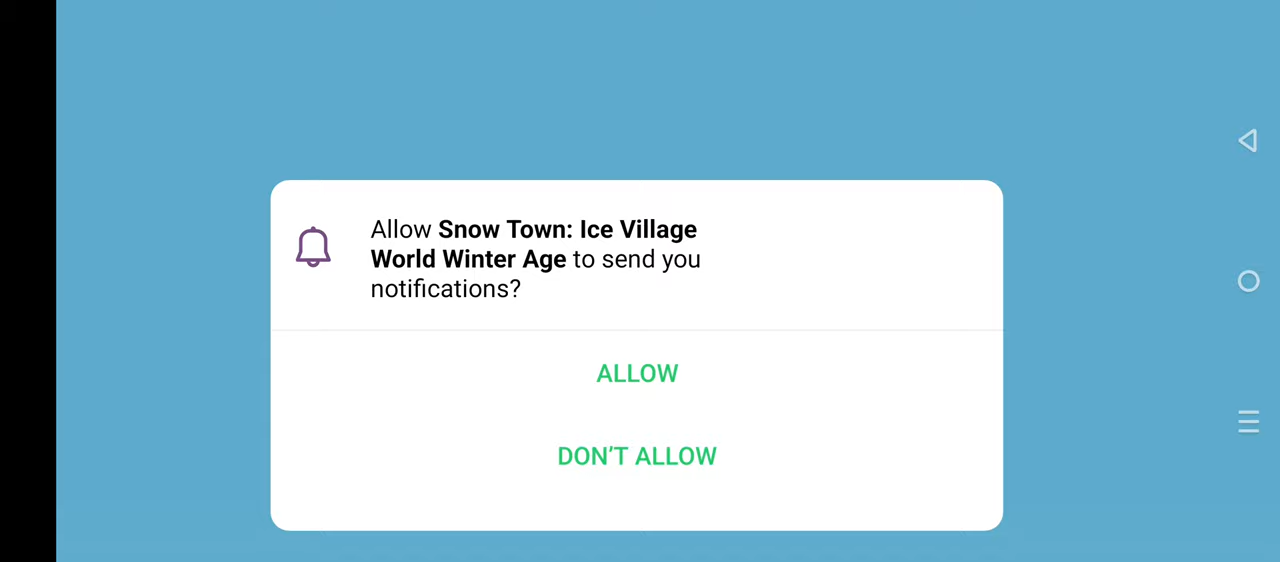 Allow Snow Town: Ice Village
World Winter Age to send you
notifications?
ALLOW
DON’T ALLOW